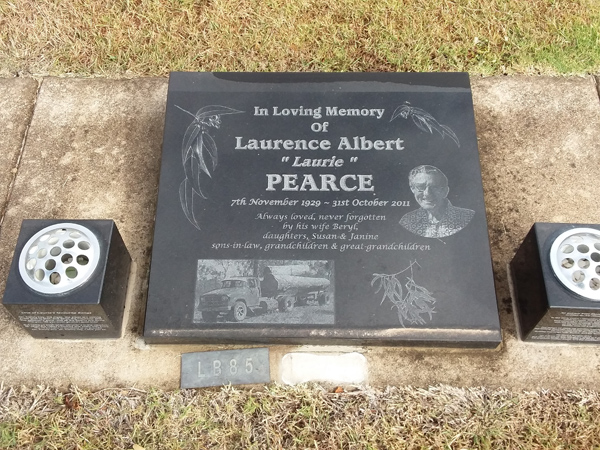 In Loving Memory
Of
Laurence Albert
" Laurie "
PEARCE
7th November 1929 ~ 31st October 2011
Always loved, never forgotten
by his wife Beryl,
daughters, Susan & Janine
sons-in-law, grandchildren & great-grandchildren
LB85